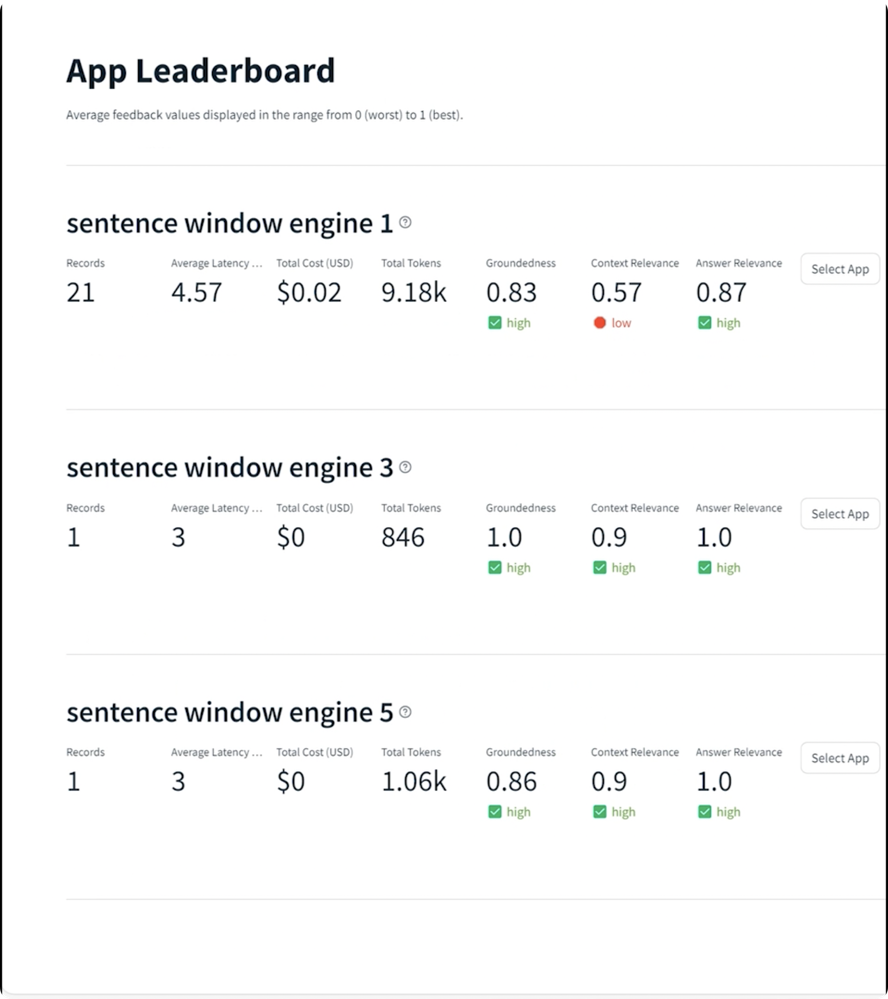 App Leaderboard
Average feedback values displayed in the range from 0 (worst) to 1 (best).
sentence window engine 1
Records Average Latency ... Total Cost (USD) Total Tokens Groundedness Context Relevance Answer Relevance Select App
21 4.57 $0.02 9.18k 0.83 0.57 0.87
high low high
sentence window engine 3
Records Average Latency ... Total Cost (USD) Total Tokens Groundedness Context Relevance Answer Relevance Select App
1 3 $0 846 1.0 0.9 1.0
high high high
sentence window engine 5
Records Average Latency ... Total Cost (USD) Total Tokens Groundedness Context Relevance Answer Relevance Select App
1 3 $0 1.06k 0.86 0.9 1.0
high high high